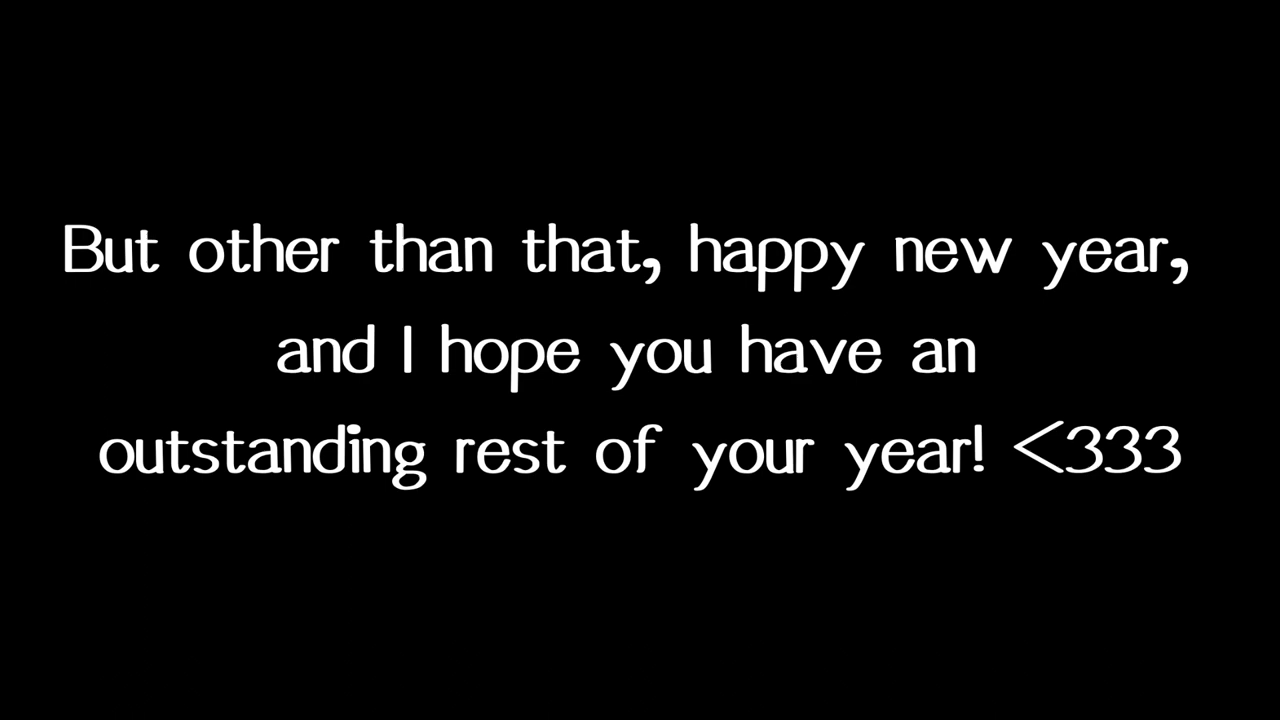 But other than that, happy new year,
and I hope you have an
outstanding rest of your year! <333